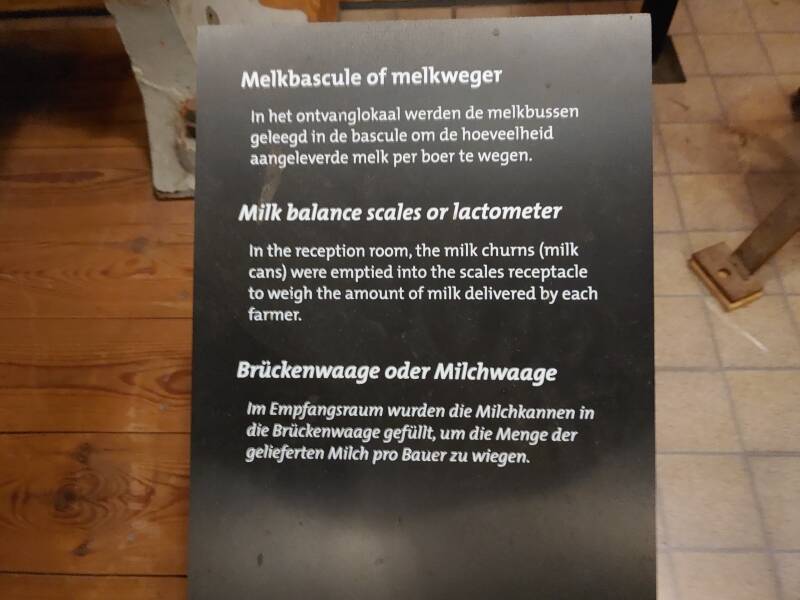 Melkbascule of melkweger
In het ontvanglokaal werden de melkbussen
geleegd in de bascule om de hoeveelheid
aangeleverde melk per boer te wegen.
Milk balance scales or lactometer
In the reception room, the milk churns (milk
cans) were emptied into the scales receptacle
to weigh the amount of milk delivered by each
farmer.
Brückenwaage oder Milchwaage
Im Empfangsraum wurden die Milchkannen in
die Brückenwaage gefüllt, um die Menge der
gelieferten Milch pro Bauer zu wiegen.